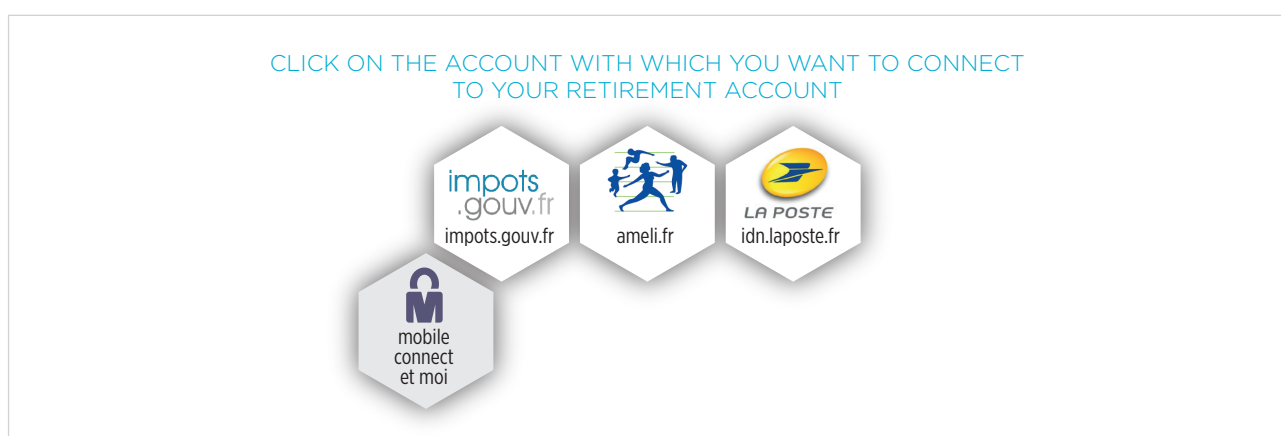 CLICK ON THE ACCOUNT WITH WHICH YOU WANT TO CONNECT
TO YOUR RETIREMENT ACCOUNT
impots
.gouv.fr
impots.gouv.fr
ameli.fr
LA POSTE
idn.laposte.fr
M
mobile
connect
et moi